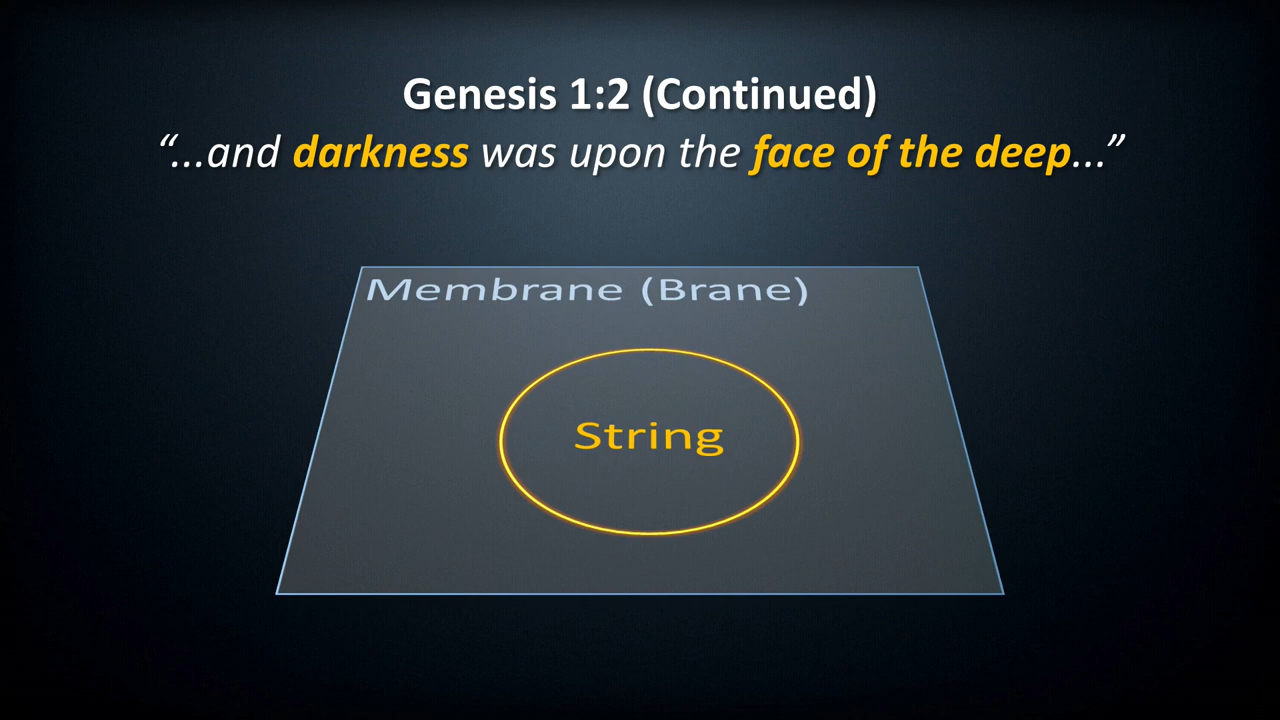 Genesis 1:2 (Continued)
“...and darkness was upon the face of the deep...”
Membrane (Brane)
String